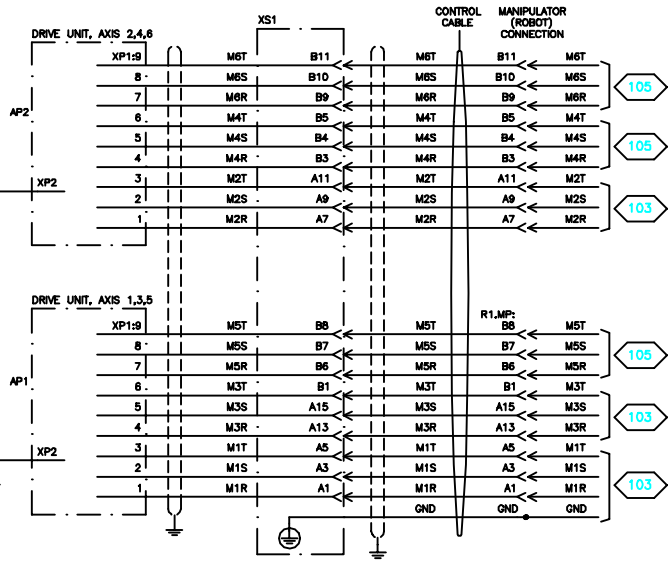 CONTROL CABLE
MANIPULATOR (ROBOT) CONNECTION
XS1
DRIVE UNIT, AXIS 2,4,6
XP1:9 M6T B11 M6T B11 M6T
8 M6S B10 M6S B10 M6S
105
7 M6R B9 M6R B9 M6R
AP2
6 M4T B5 M4T B5 M4T
5 M4S B4 M4S B4 M4S
105
4 M4R B3 M4R B3 M4R
3 M2T A11 M2T A11 M2T
XP2
2 M2S A9 M2S A9 M2S
103
1 M2R A7 M2R A7 M2R
DRIVE UNIT, AXIS 1,3,5
R1.MP:
XP1:9 M5T B8 M5T B8 M5T
8 M5S B7 M5S B7 M5S
105
7 M5R B6 M5R B6 M5R
AP1
6 M3T B1 M3T B1 M3T
5 M3S A15 M3S A15 M3S
103
4 M3R A13 M3R A13 M3R
3 M1T A5 M1T A5 M1T
XP2
2 M1S A3 M1S A3 M1S
103
1 M1R A1 M1R A1 M1R
GND GND GND